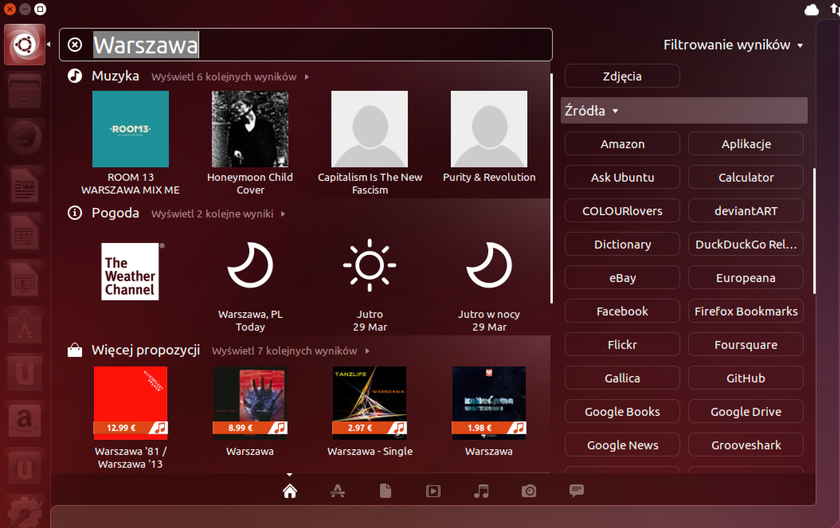 Warszawa
Filtrowanie wyników
Muzyka Wyświetl 6 kolejnych wyników
ROOM3
ROOM 13
WARSZAWA MIX ME
Honeymoon Child
Cover
Capitalism Is The New
Fascism
Purity & Revolution
Pogoda Wyświetl 2 kolejne wyniki
The
Weather
Channel
Warszawa, PL
Today
Jutro
29 Mar
Jutro w nocy
29 Mar
Więcej propozycji Wyświetl 7 kolejnych wyników
12.99 €
Warszawa '81 /
Warszawa '13
8.99 €
Warszawa
TANZLIFE
WARSZAWA
2.97 €
Warszawa - Single
1.98 €
Warszawa
Zdjęcia
Źródła
Amazon
Aplikacje
Ask Ubuntu
Calculator
COLOURlovers
deviantART
Dictionary
DuckDuckGo Rel...
eBay
Europeana
Facebook
Firefox Bookmarks
Flickr
Foursquare
Gallica
GitHub
Google Books
Google Drive
Google News
Grooveshark